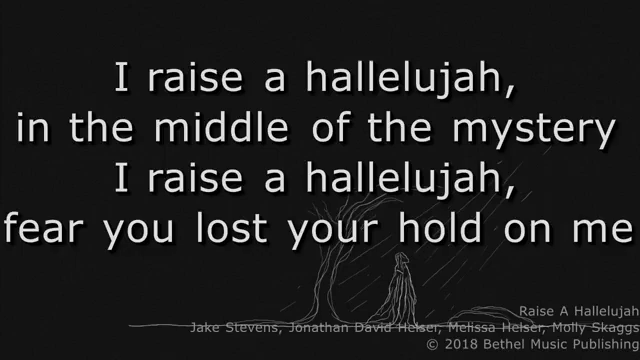 I raise a hallelujah,
in the middle of the mystery
I raise a hallelujah,
fear you lost your hold on me
Raise A Hallelujah
Jake Stevens, Jonathan David Helser, Melissa Helser, Molly Skaggs
© 2018 Bethel Music Publishing